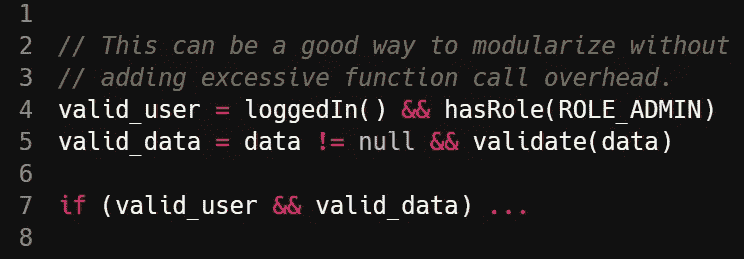 1
2 // This can be a good way to modularize without
3 // adding excessive function call overhead.
4 valid_user = loggedIn() && hasRole(ROLE_ADMIN)
5 valid_data = data != null && validate(data)
6
7 if (valid_user && valid_data) ...
8